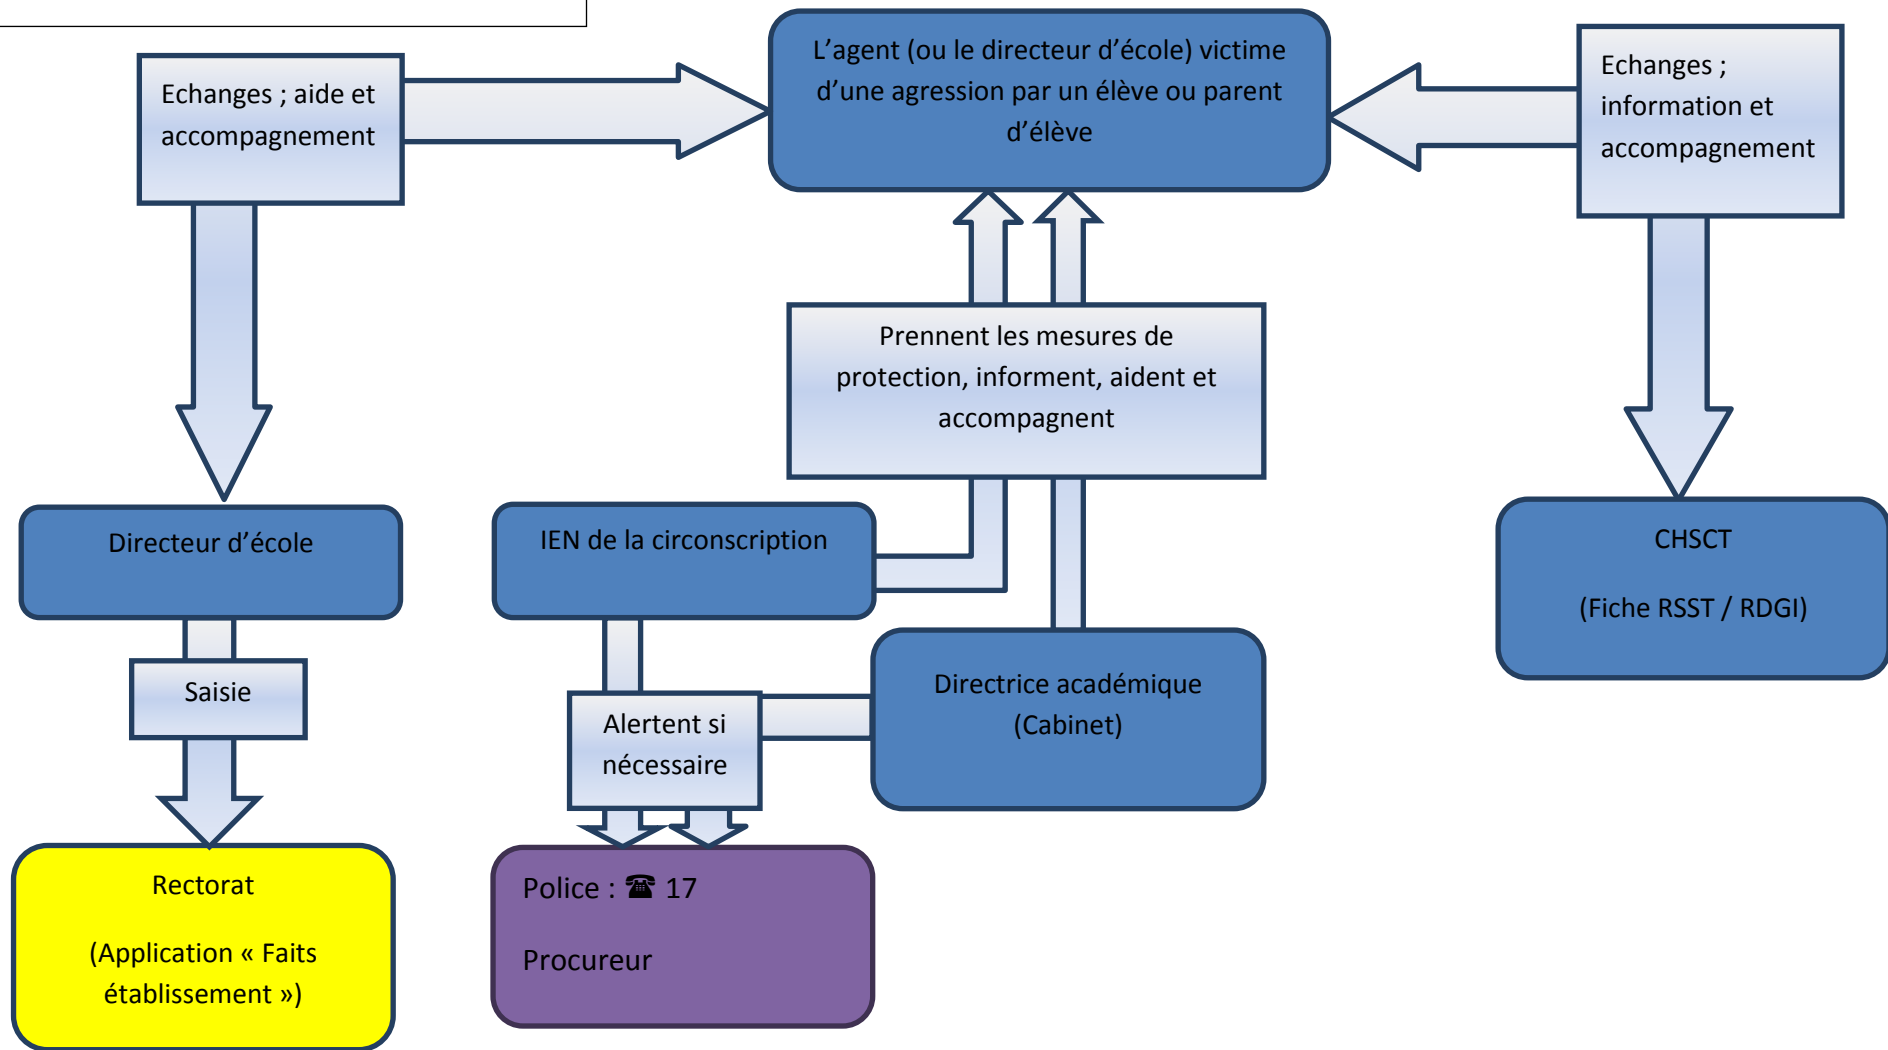 L’agent (ou le directeur d’école) victime
d’une agression par un élève ou parent
d’élève
Echanges ; aide et
accompagnement
Echanges ;
information et
accompagnement
Prennent les mesures de
protection, informent, aident et
accompagnent
Directeur d’école
IEN de la circonscription
CHSCT
(Fiche RSST / RDGI)
Saisie
Alertent si
nécessaire
Directrice académique
(Cabinet)
Rectorat
(Application « Faits
établissement »)
Police : ☎ 17
Procureur